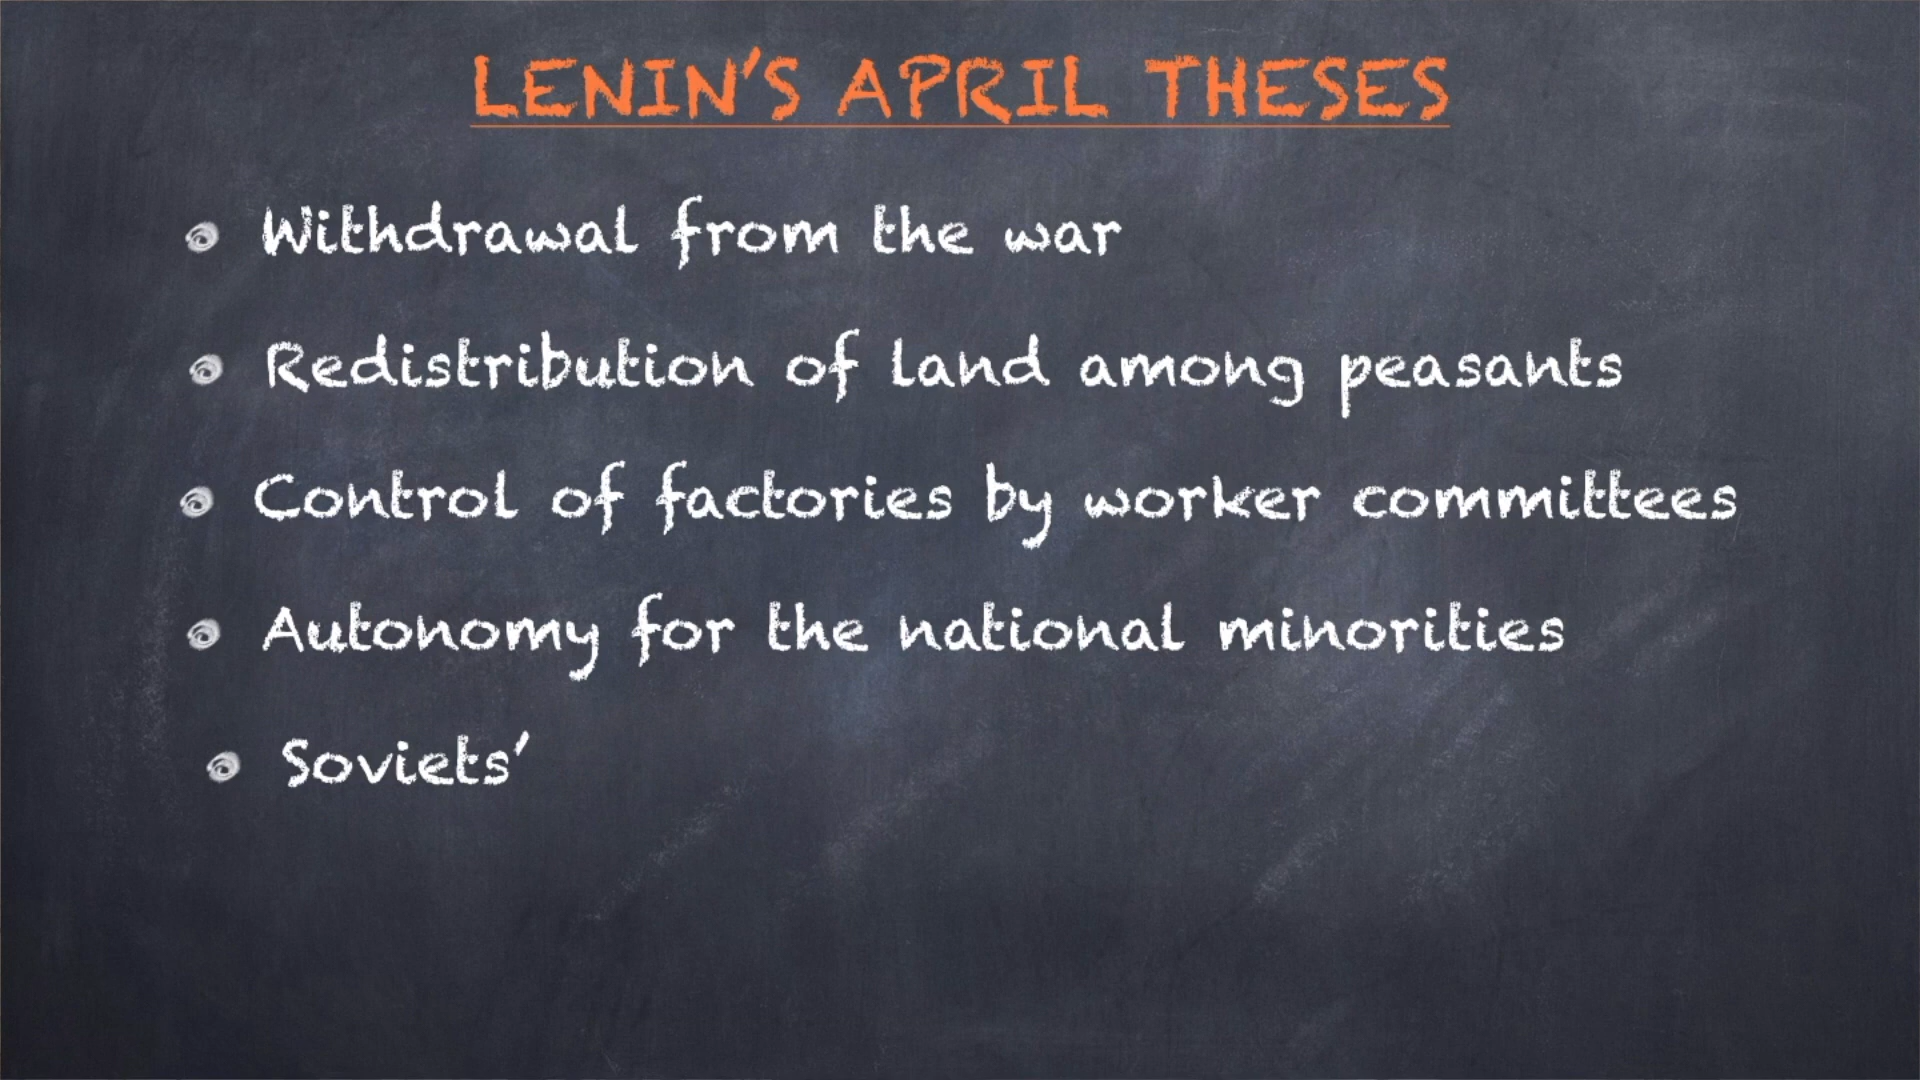 LENIN'S APRIL THESES
Withdrawal from the war
Redistribution of land among peasants
Control of factories by worker committees
Autonomy for the national minorities
Soviets'